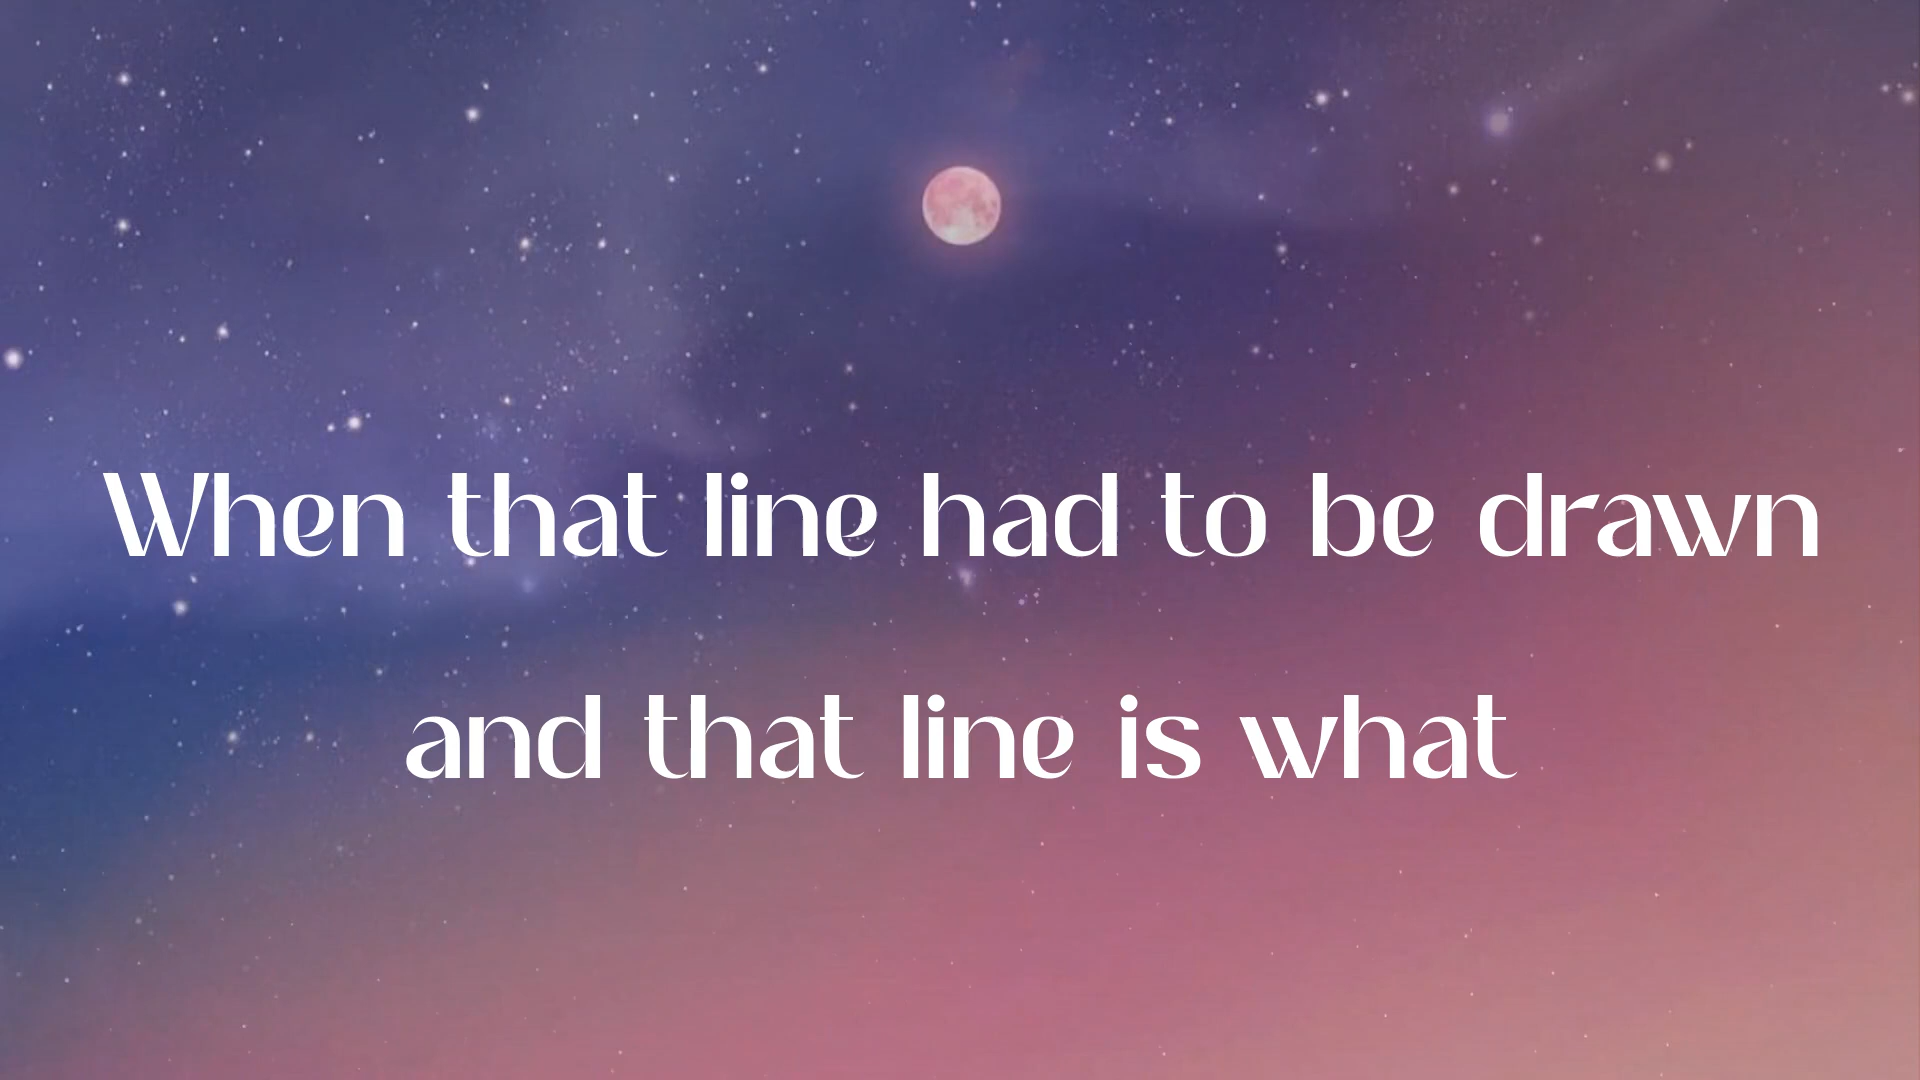 When that line had to be drawn
and that line is what